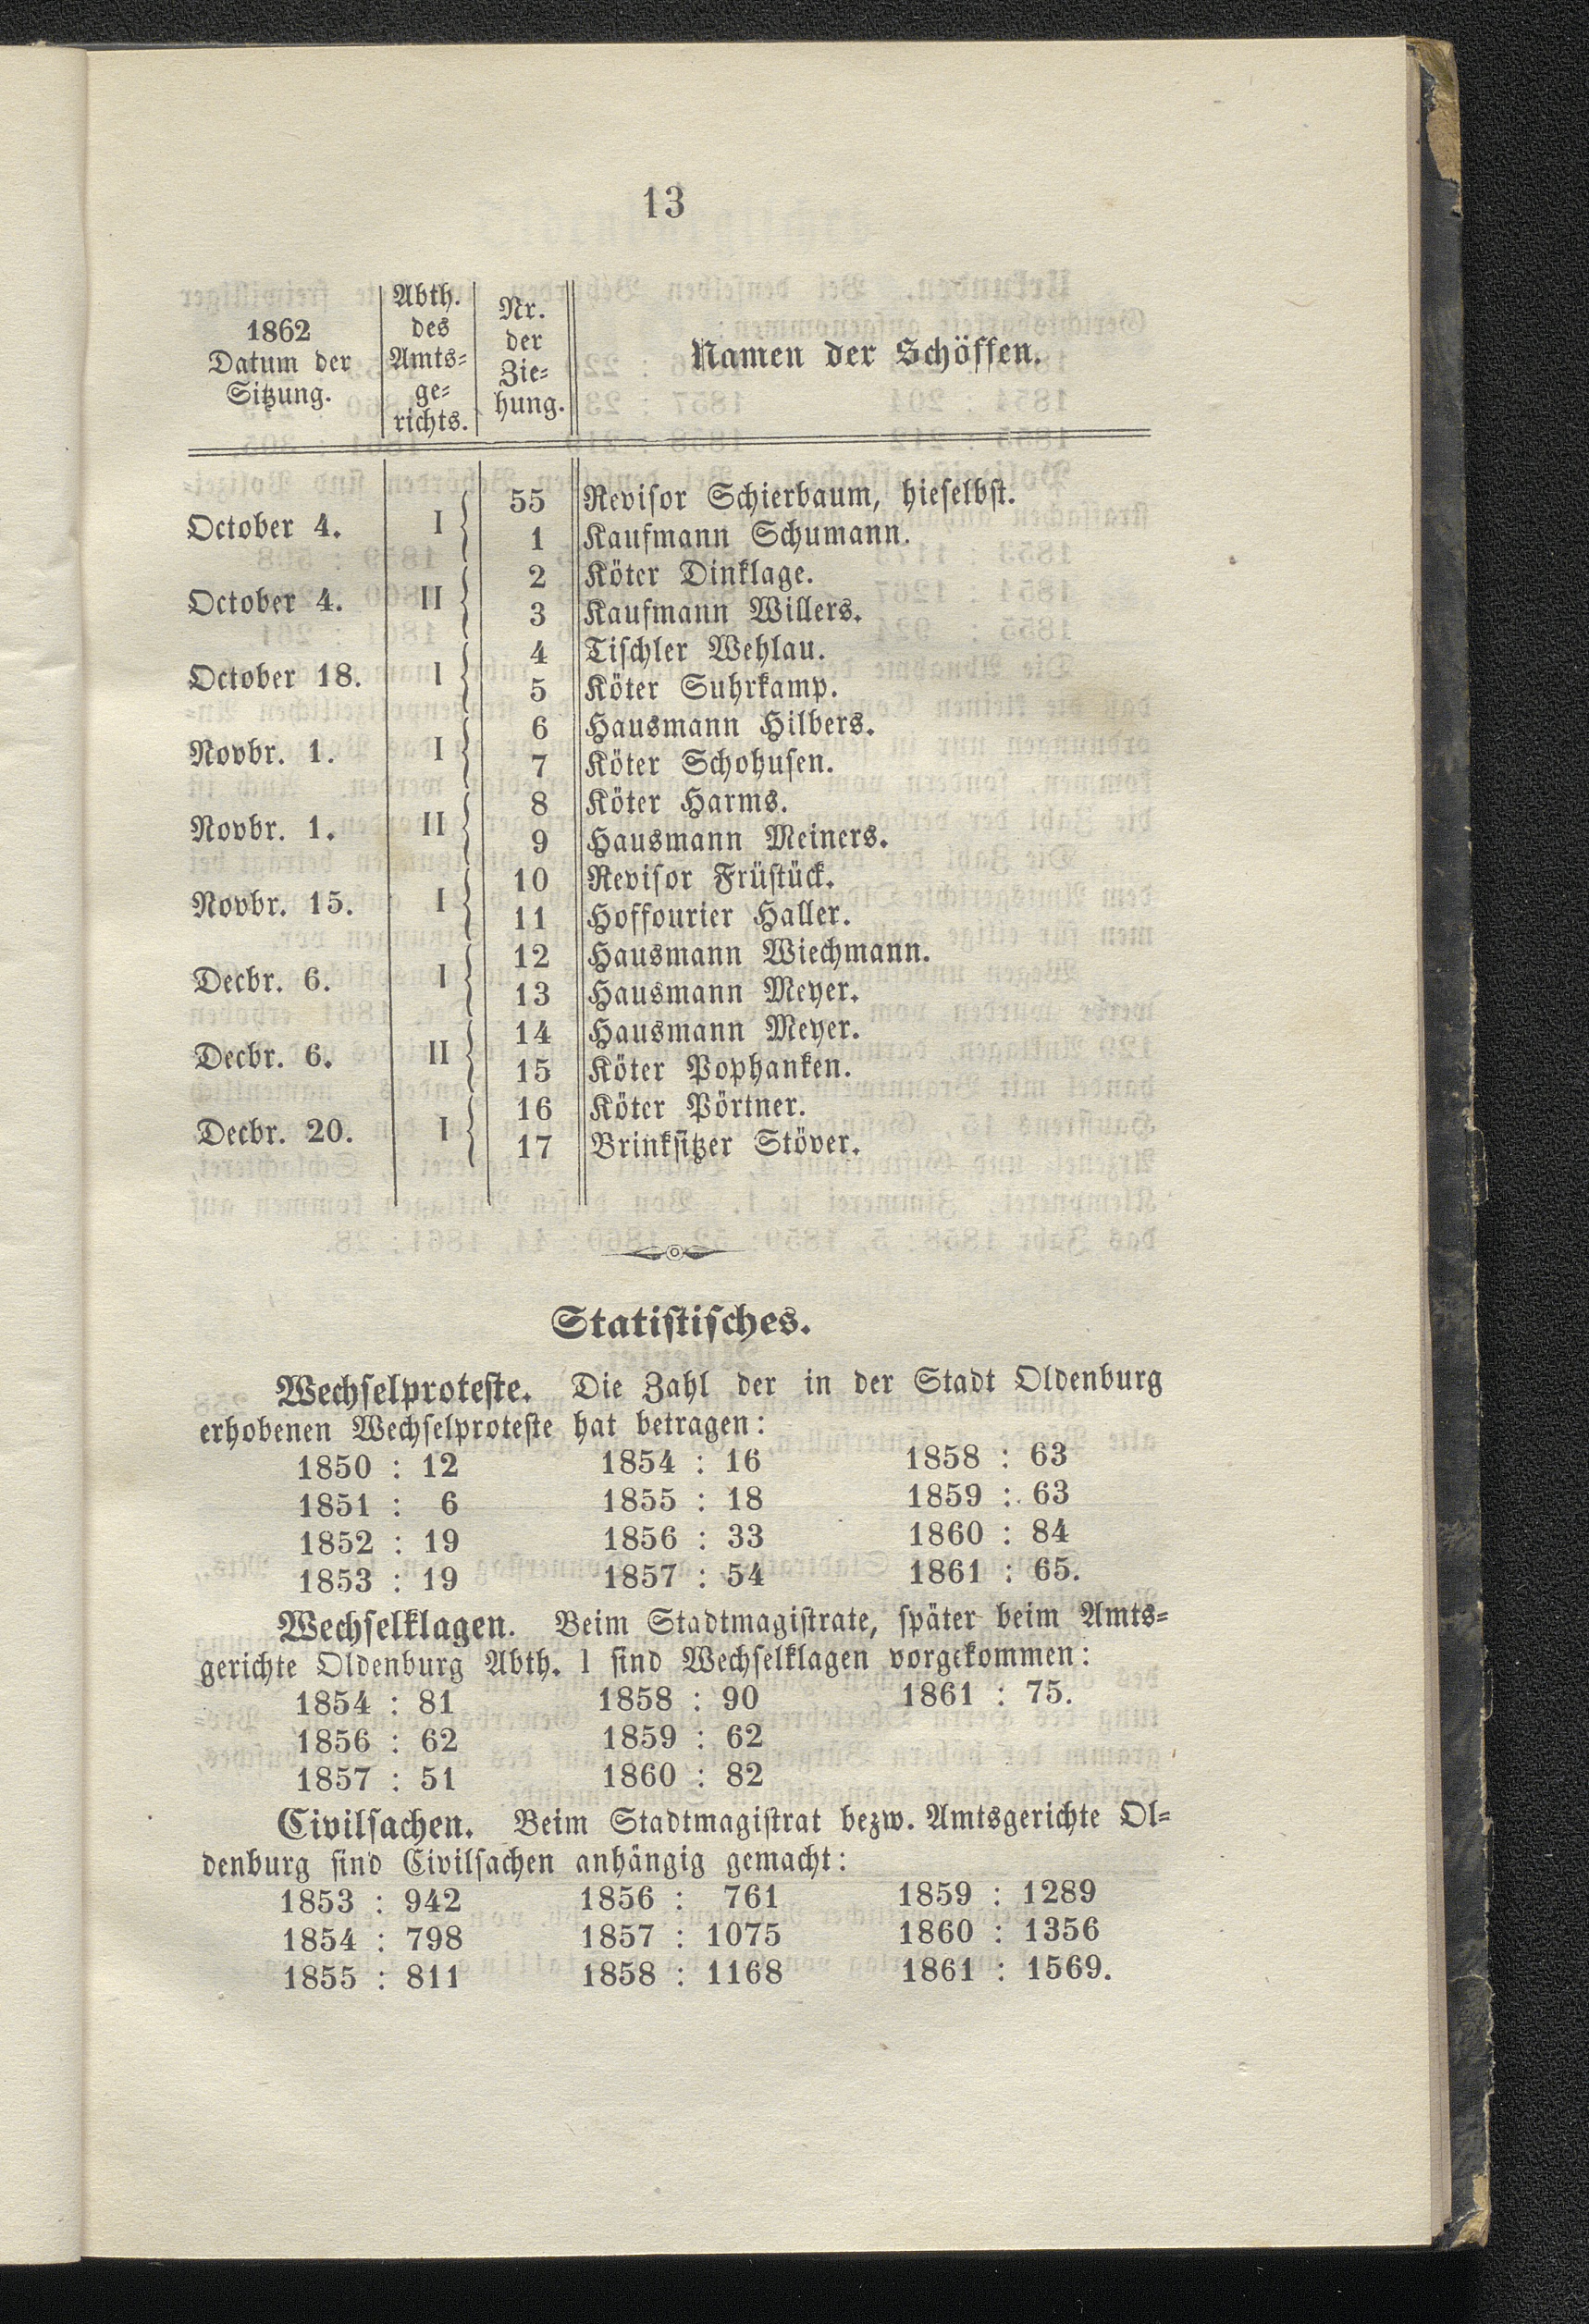 13
1862 Datum der Sitzung. | Abth. des Amts=ge=richts. | Nr. der Zie=hung. | Namen der Schöffen.
October 4. I 55 Revisor Schierbaum, hieselbst.
1 Kaufmann Schumann.
October 4. II 2 Köter Dinklage.
3 Kaufmann Willers.
October 18. I 4 Tischler Wehlau.
5 Köter Suhrkamp.
Novbr. 1. I 6 Hausmann Hilbers.
7 Köter Schohusen.
Novbr. 1. II 8 Köter Harms.
9 Hausmann Meiners.
Novbr. 15. I 10 Revisor Früstück.
11 Hoffourier Haller.
Decbr. 6. I 12 Hausmann Wiechmann.
13 Hausmann Meyer.
Decbr. 6. II 14 Hausmann Meyer.
15 Köter Pophanken.
Decbr. 20. I 16 Köter Pörtner.
17 Brinksitzer Stöver.
Statistisches.
Wechselproteste. Die Zahl der in der Stadt Oldenburg
erhobenen Wechselproteste hat betragen:
1850 : 12 1854 : 16 1858 : 63
1851 : 6 1855 : 18 1859 : 63
1852 : 19 1856 : 33 1860 : 84
1853 : 19 1857 : 54 1861 : 65.
Wechselklagen. Beim Stadtmagistrate, später beim Amts=
gerichte Oldenburg Abth. I sind Wechselklagen vorgekommen:
1854 : 81 1858 : 90 1861 : 75.
1856 : 62 1859 : 62
1857 : 51 1860 : 82
Civilsachen. Beim Stadtmagistrat bezw. Amtsgerichte Ol=
denburg sind Civilsachen anhängig gemacht:
1853 : 942 1856 : 761 1859 : 1289
1854 : 798 1857 : 1075 1860 : 1356
1855 : 811 1858 : 1168 1861 : 1569.